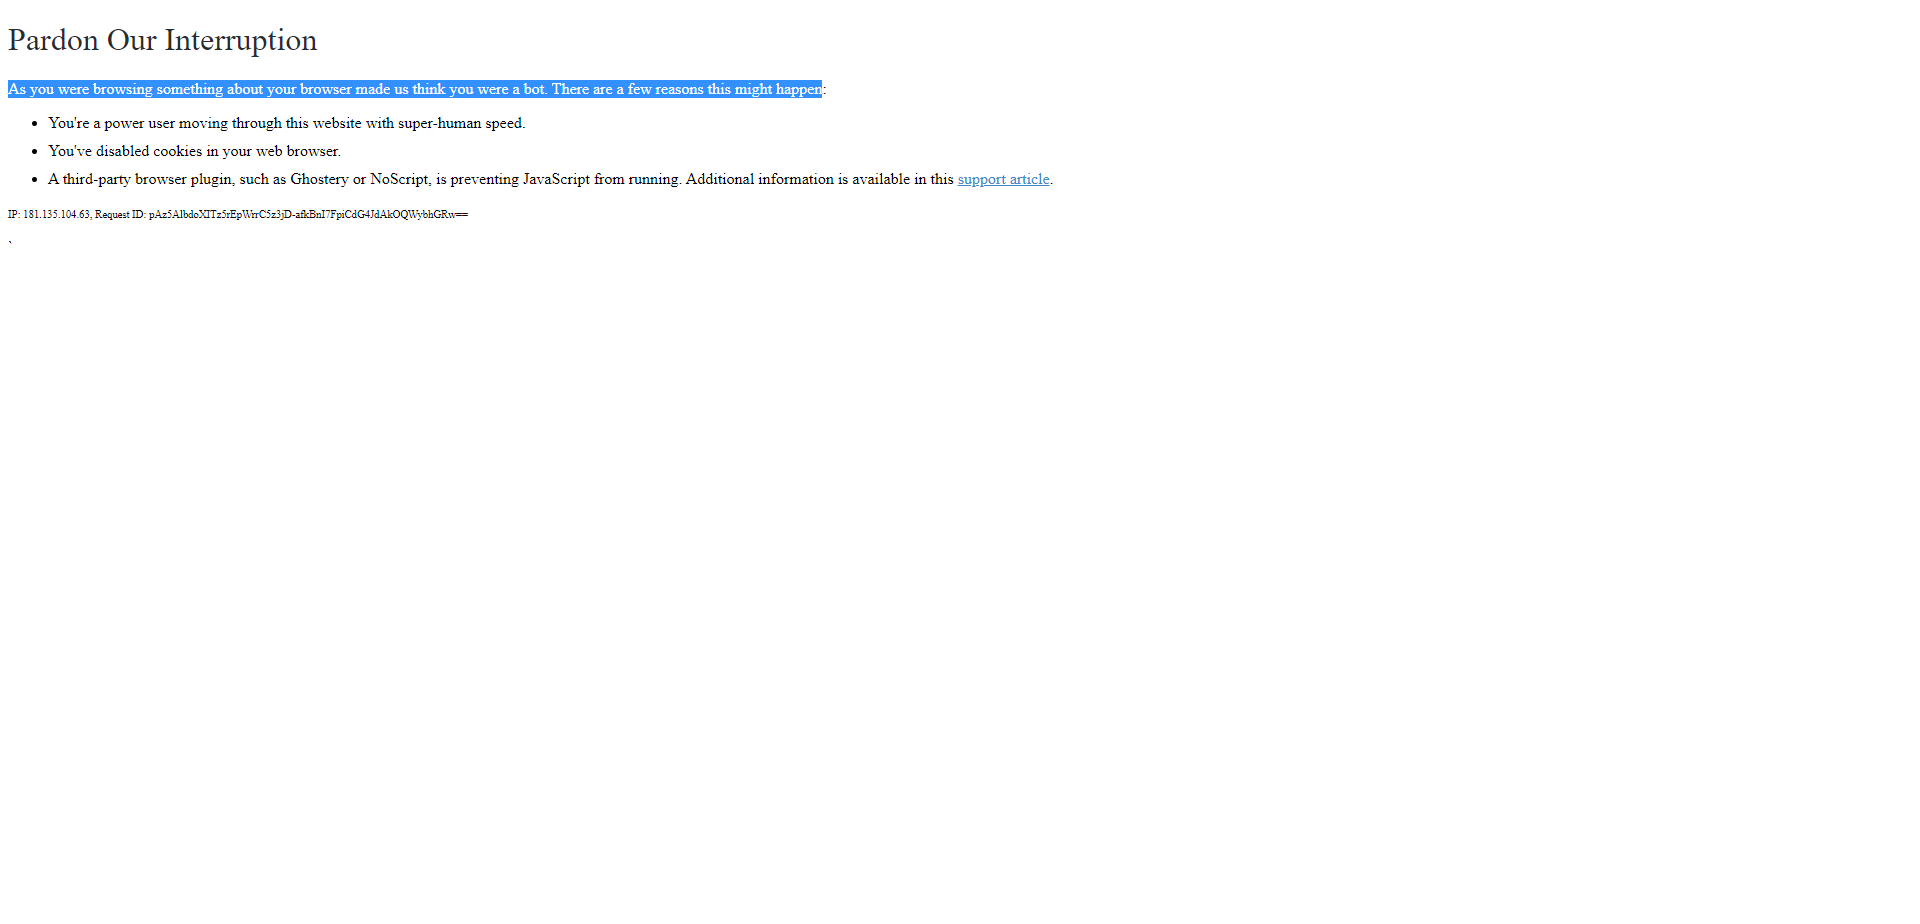 Pardon Our Interruption
As you were browsing something about your browser made us think you were a bot. There are a few reasons this might happen:
• You're a power user moving through this website with super-human speed.
• You've disabled cookies in your web browser.
• A third-party browser plugin, such as Ghostery or NoScript, is preventing JavaScript from running. Additional information is available in this support article.
IP: 181.135.104.63, Request ID: pAz5AlbdoXITz5rEpWrrC5z3jD-afkBnI7FpiCdG4JdAkOQWybhGRw==
`